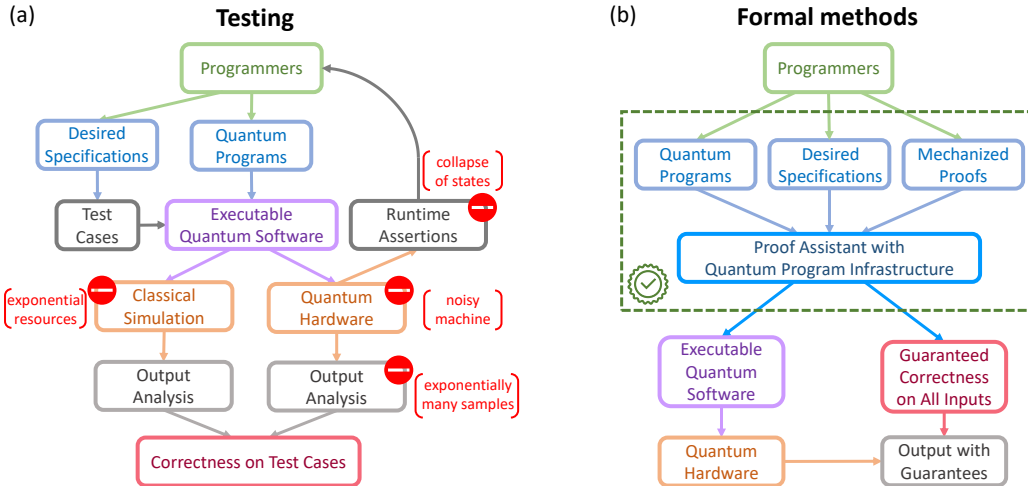 (a)
Testing
Programmers
Desired
Specifications
Quantum
Programs
collapse
of states
Test
Cases
Executable
Quantum Software
Runtime
Assertions
exponential
resources
Classical
Simulation
Quantum
Hardware
noisy
machine
Output
Analysis
Output
Analysis
exponentially
many samples
Correctness on Test Cases
(b)
Formal methods
Programmers
Quantum
Programs
Desired
Specifications
Mechanized
Proofs
Proof Assistant with
Quantum Program Infrastructure
Executable
Quantum
Software
Guaranteed
Correctness
on All Inputs
Quantum
Hardware
Output with
Guarantees